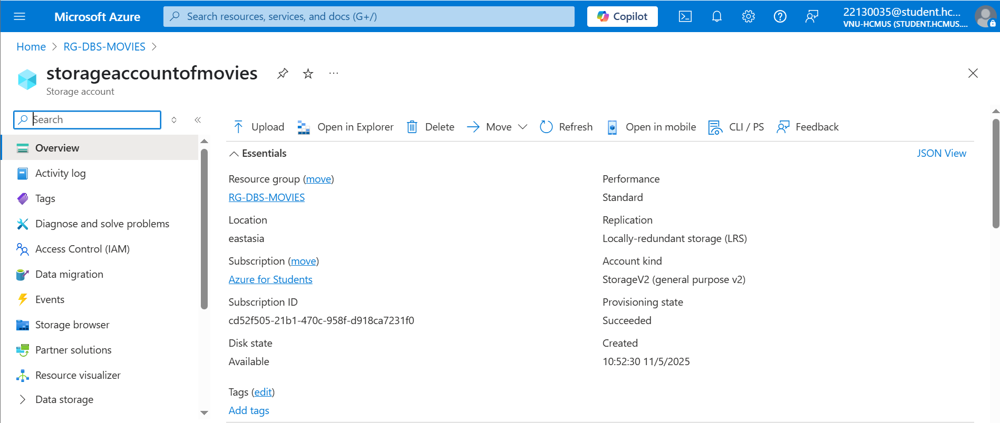 Microsoft Azure
Search resources, services, and docs (G+/)
Copilot
22130035@student.hc...
VNU-HCMUS (STUDENT.HCMUS....
Home > RG-DBS-MOVIES >
storageaccountofmovies
Storage account
Search
Upload
Open in Explorer
Delete
Move
Refresh
Open in mobile
CLI / PS
Feedback
Overview
Activity log
Tags
Diagnose and solve problems
Access Control (IAM)
Data migration
Events
Storage browser
Partner solutions
Resource visualizer
Data storage
Essentials
JSON View
Resource group (move)
RG-DBS-MOVIES
Location
eastasia
Subscription (move)
Azure for Students
Subscription ID
cd52f505-21b1-470c-958f-d918ca7231f0
Disk state
Available
Performance
Standard
Replication
Locally-redundant storage (LRS)
Account kind
StorageV2 (general purpose v2)
Provisioning state
Succeeded
Created
10:52:30 11/5/2025
Tags (edit)
Add tags